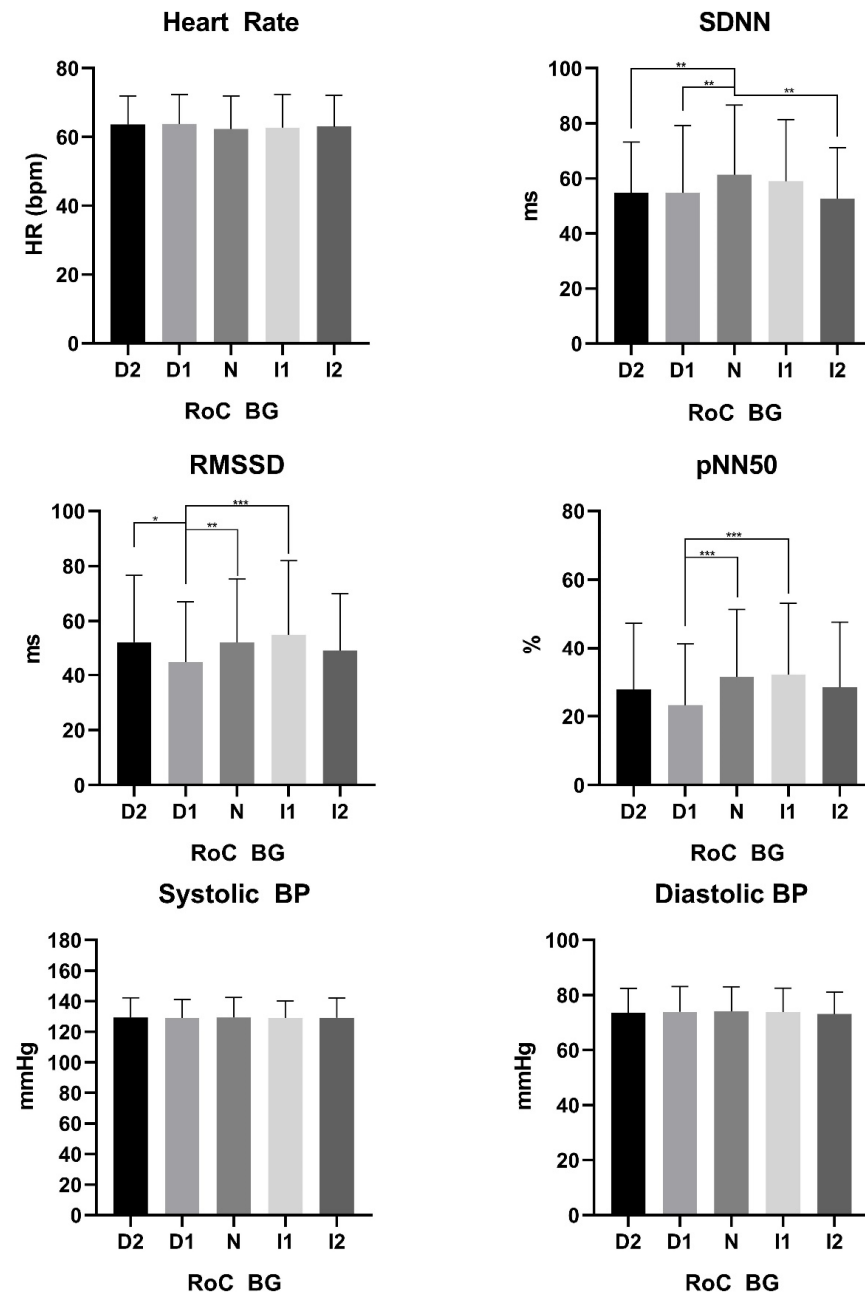 Heart Rate
80
60
40
20
0
HR (bpm)
D2 D1 N I1 I2
RoC BG
SDNN
** ** **
100
80
60
40
20
0
ms
D2 D1 N I1 I2
RoC BG
RMSSD
* ** ***
100
80
60
40
20
0
ms
D2 D1 N I1 I2
RoC BG
pNN50
*** ***
80
60
40
20
0
%
D2 D1 N I1 I2
RoC BG
Systolic BP
180
160
140
120
100
80
60
40
20
0
mmHg
D2 D1 N I1 I2
RoC BG
Diastolic BP
100
80
60
40
20
0
mmHg
D2 D1 N I1 I2
RoC BG